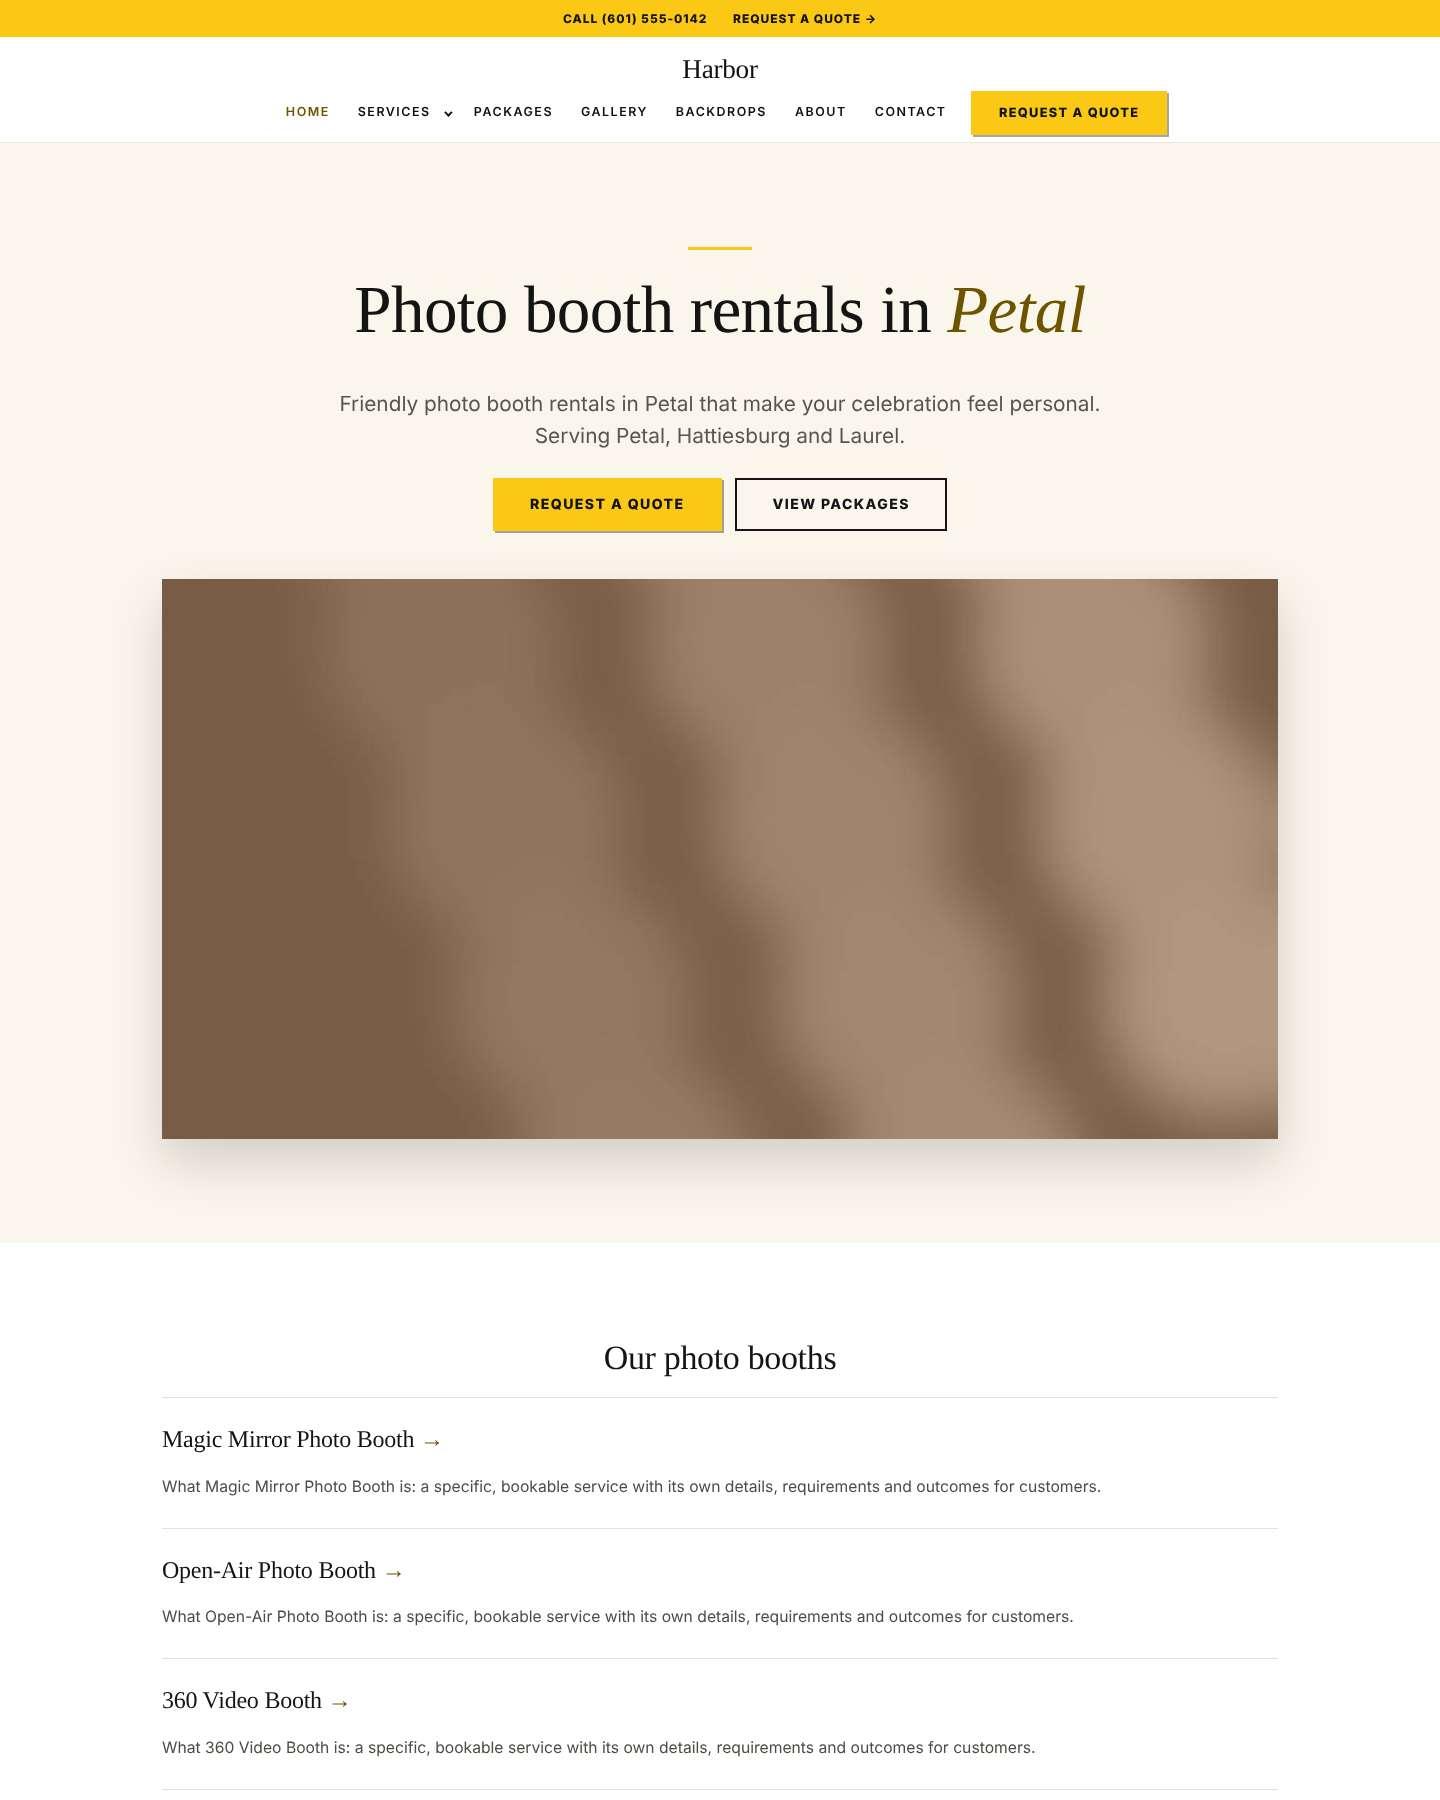 CALL (601) 555-0142 REQUEST A QUOTE →
Harbor
HOME SERVICES PACKAGES GALLERY BACKDROPS ABOUT CONTACT REQUEST A QUOTE
Photo booth rentals in Petal
Friendly photo booth rentals in Petal that make your celebration feel personal.
Serving Petal, Hattiesburg and Laurel.
REQUEST A QUOTE VIEW PACKAGES
Our photo booths
Magic Mirror Photo Booth →
What Magic Mirror Photo Booth is: a specific, bookable service with its own details, requirements and outcomes for customers.
Open-Air Photo Booth →
What Open-Air Photo Booth is: a specific, bookable service with its own details, requirements and outcomes for customers.
360 Video Booth →
What 360 Video Booth is: a specific, bookable service with its own details, requirements and outcomes for customers.